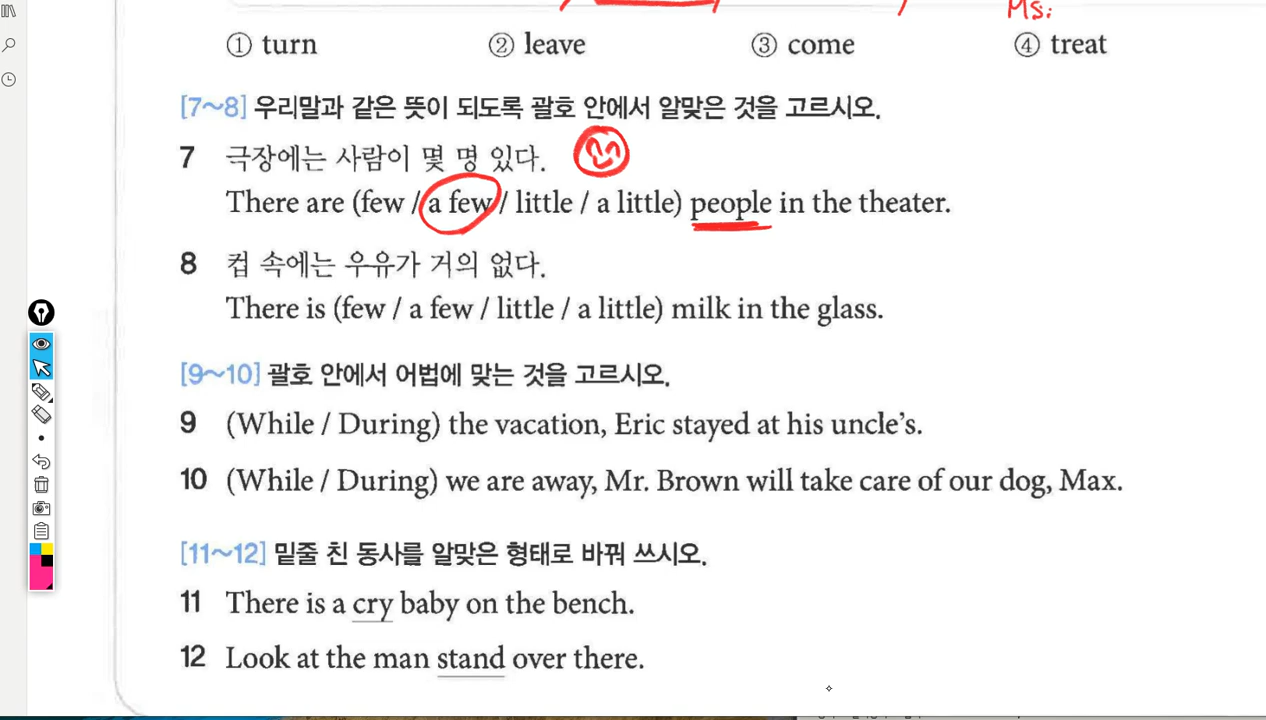 Ms.
① turn ② leave ③ come ④ treat
[7~8] 우리말과 같은 뜻이 되도록 괄호 안에서 알맞은 것을 고르시오.
7 극장에는 사람이 몇 명 있다.
There are (few / a few / little / a little) people in the theater.
8 컵 속에는 우유가 거의 없다.
There is (few / a few / little / a little) milk in the glass.
[9~10] 괄호 안에서 어법에 맞는 것을 고르시오.
9 (While / During) the vacation, Eric stayed at his uncle's.
10 (While / During) we are away, Mr. Brown will take care of our dog, Max.
[11~12] 밑줄 친 동사를 알맞은 형태로 바꿔 쓰시오.
11 There is a cry baby on the bench.
12 Look at the man stand over there.